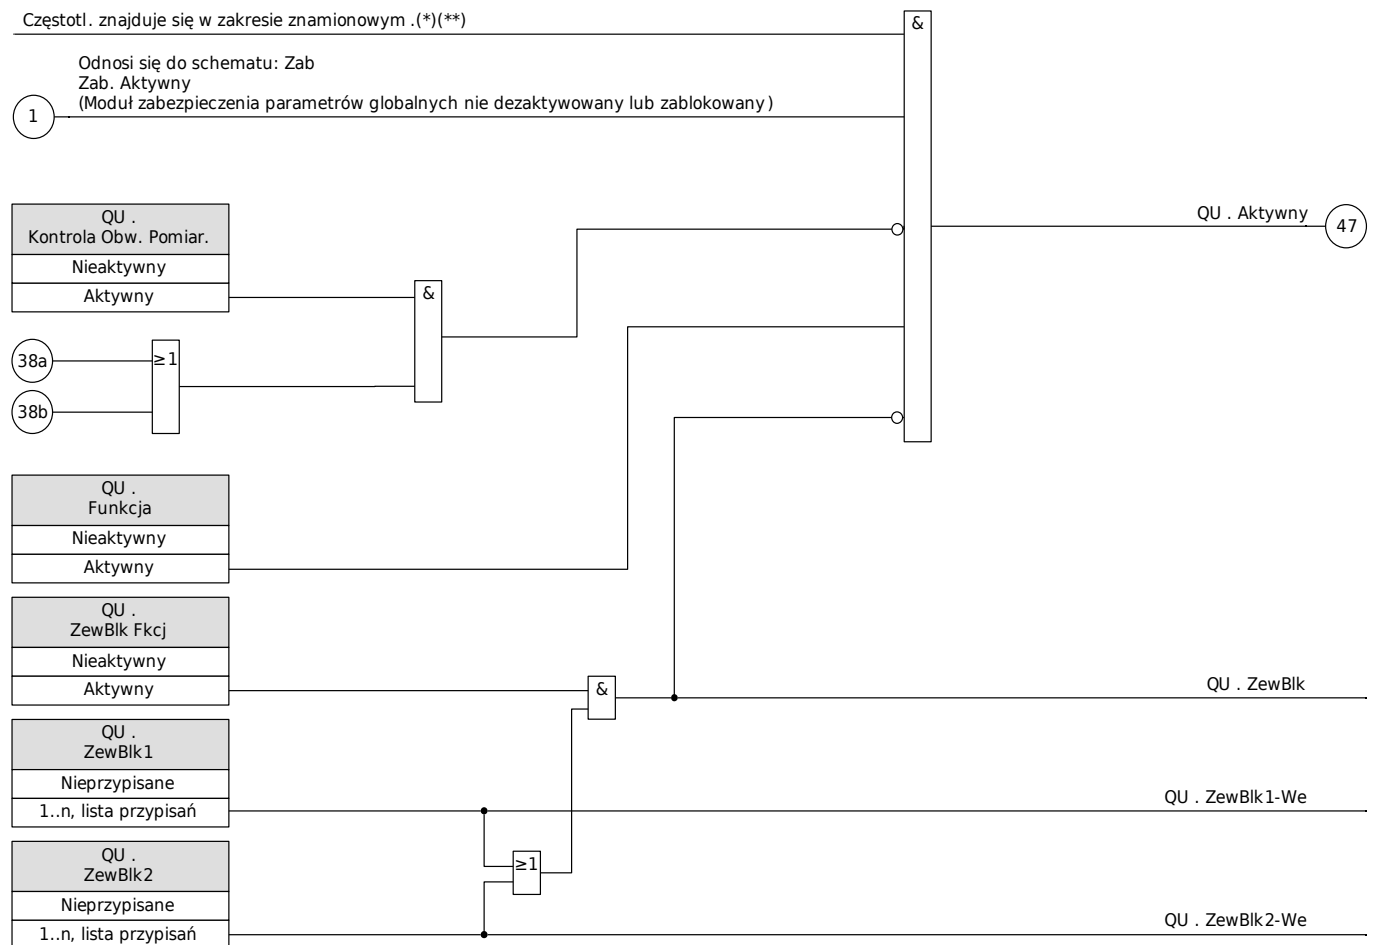 Częstotl. znajduje się w zakresie znamionowym .(*)(**)
&
Odnosi się do schematu: Zab
Zab. Aktywny
(Moduł zabezpieczenia parametrów globalnych nie dezaktywowany lub zablokowany)
1
QU . Aktywny
47
QU .
Kontrola Obw. Pomiar.
Nieaktywny
Aktywny
&
38a
≥1
38b
QU .
Funkcja
Nieaktywny
Aktywny
QU .
ZewBlk Fkcj
Nieaktywny
Aktywny
&
QU . ZewBlk
QU .
ZewBlk1
Nieprzypisane
1..n, lista przypisań
QU . ZewBlk1-We
≥1
QU .
ZewBlk2
Nieprzypisane
1..n, lista przypisań
QU . ZewBlk2-We